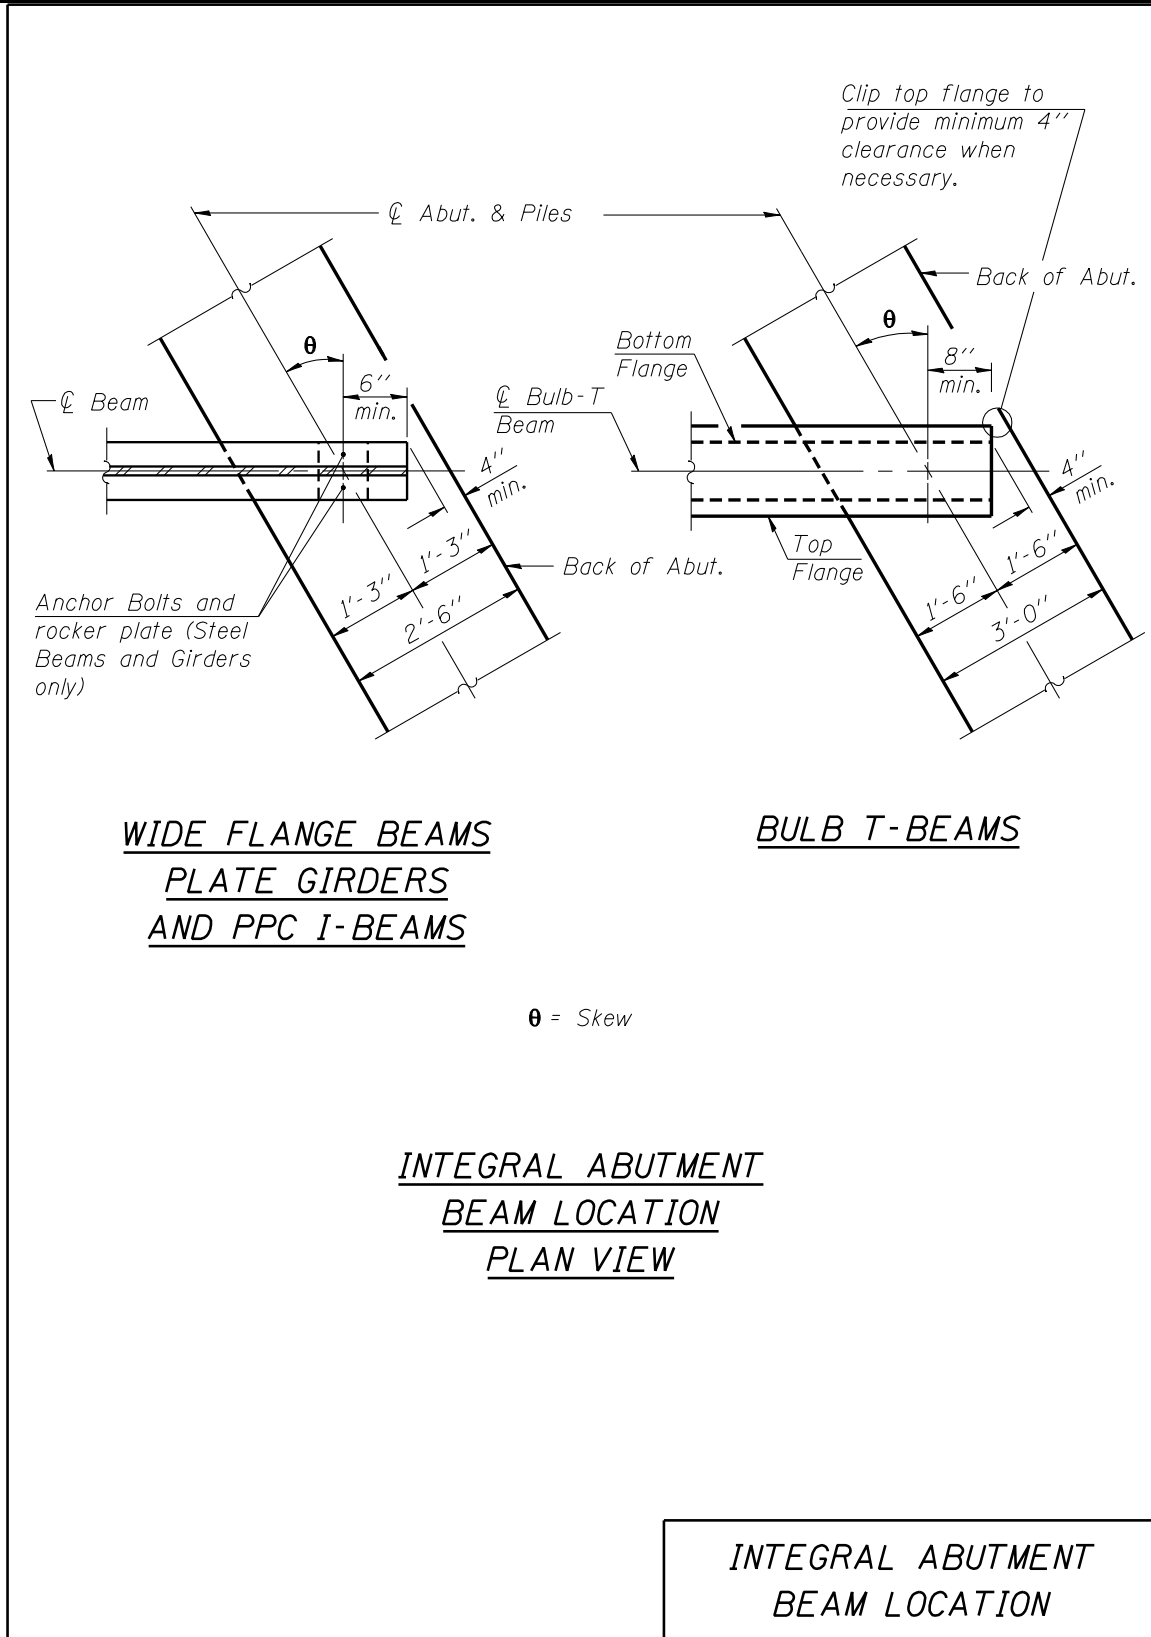 Clip top flange to
provide minimum 4''
clearance when
necessary.
℄ Abut. & Piles
Back of Abut.
θ
θ
Bottom
Flange
8''
min.
6''
min.
℄ Beam
℄ Bulb-T
Beam
4''
min.
4''
min.
Top
Flange
1'-3''
1'-3''
2'-6''
Back of Abut.
1'-6''
1'-6''
3'-0''
Anchor Bolts and
rocker plate (Steel
Beams and Girders
only)
WIDE FLANGE BEAMS
PLATE GIRDERS
AND PPC I-BEAMS
BULB T-BEAMS
θ = Skew
INTEGRAL ABUTMENT
BEAM LOCATION
PLAN VIEW
INTEGRAL ABUTMENT
BEAM LOCATION